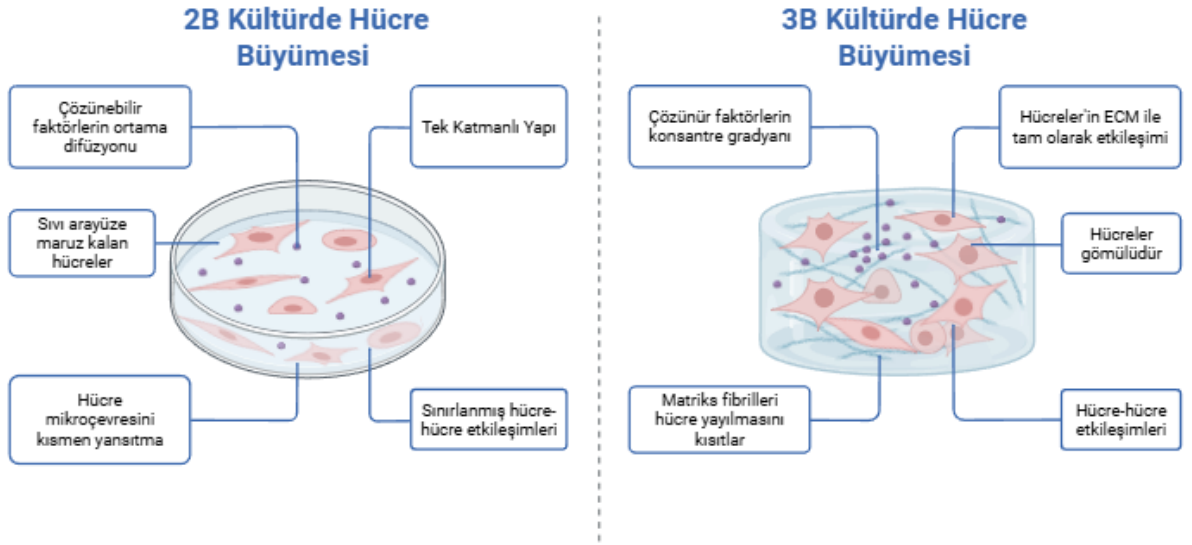 2B Kültürde Hücre
Büyümesi
Çözünebilir
faktörlerin ortama
difüzyonu
Tek Katmanlı Yapı
Sıvı arayüze
maruz kalan
hücreler
Hücre
mikroçevresini
kısmen yansıtma
Sınırlanmış hücre-
hücre etkileşimleri
3B Kültürde Hücre
Büyümesi
Çözünür faktörlerin
konsantre gradyanı
Hücreler'in ECM ile
tam olarak etkileşimi
Hücreler
gömülüdür
Matriks fibrilleri
hücre yayılmasını
kısıtlar
Hücre-hücre
etkileşimleri